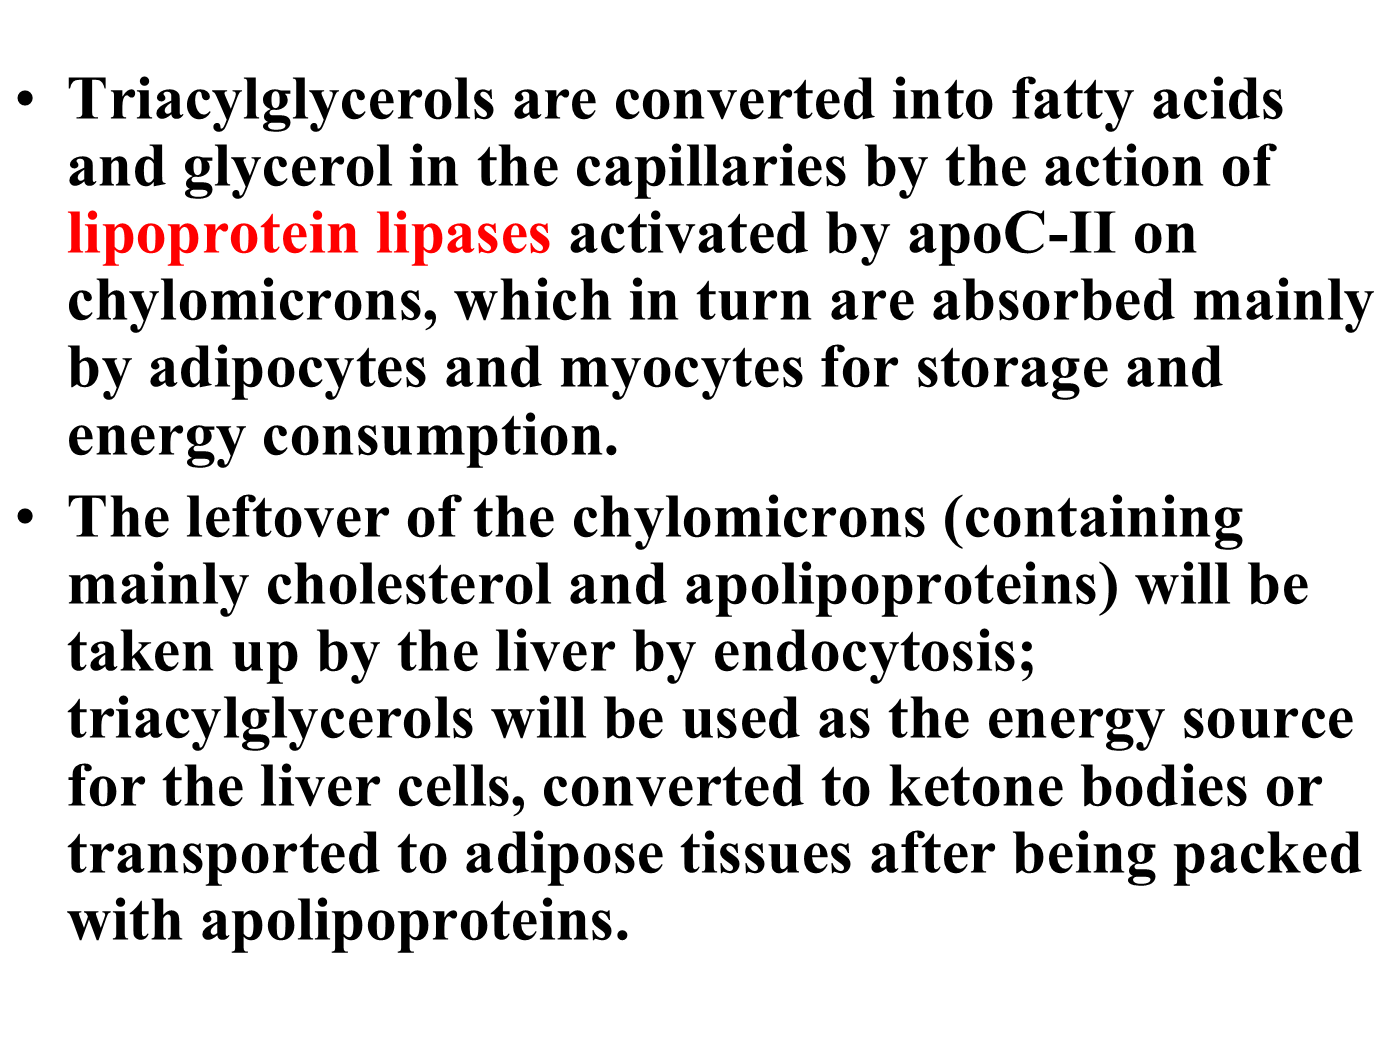 • Triacylglycerols are converted into fatty acids
and glycerol in the capillaries by the action of
lipoprotein lipases activated by apoC-II on
chylomicrons, which in turn are absorbed mainly
by adipocytes and myocytes for storage and
energy consumption.
• The leftover of the chylomicrons (containing
mainly cholesterol and apolipoproteins) will be
taken up by the liver by endocytosis;
triacylglycerols will be used as the energy source
for the liver cells, converted to ketone bodies or
transported to adipose tissues after being packed
with apolipoproteins.